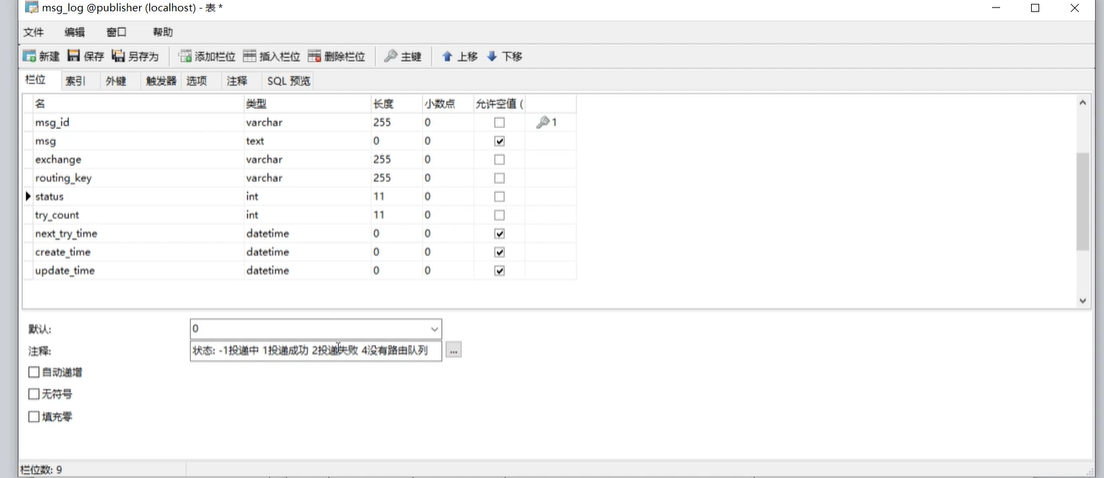 msg_log @publisher (localhost) - 表 *
文件 编辑 窗口 帮助
新建 保存 另存为 添加栏位 插入栏位 删除栏位 主键 上移 下移
栏位 索引 外键 触发器 选项 注释 SQL 预览
名 类型 长度 小数点 允许空值 (
msg_id varchar 255 0 1
msg text 0 0
exchange varchar 255 0
routing_key varchar 255 0
status int 11 0
try_count int 11 0
next_try_time datetime 0 0
create_time datetime 0 0
update_time datetime 0 0
默认: 0
注释: 状态: -1投递中 1投递成功 2投递失败 4没有路由队列 ...
自动递增
无符号
填充零
栏位数: 9